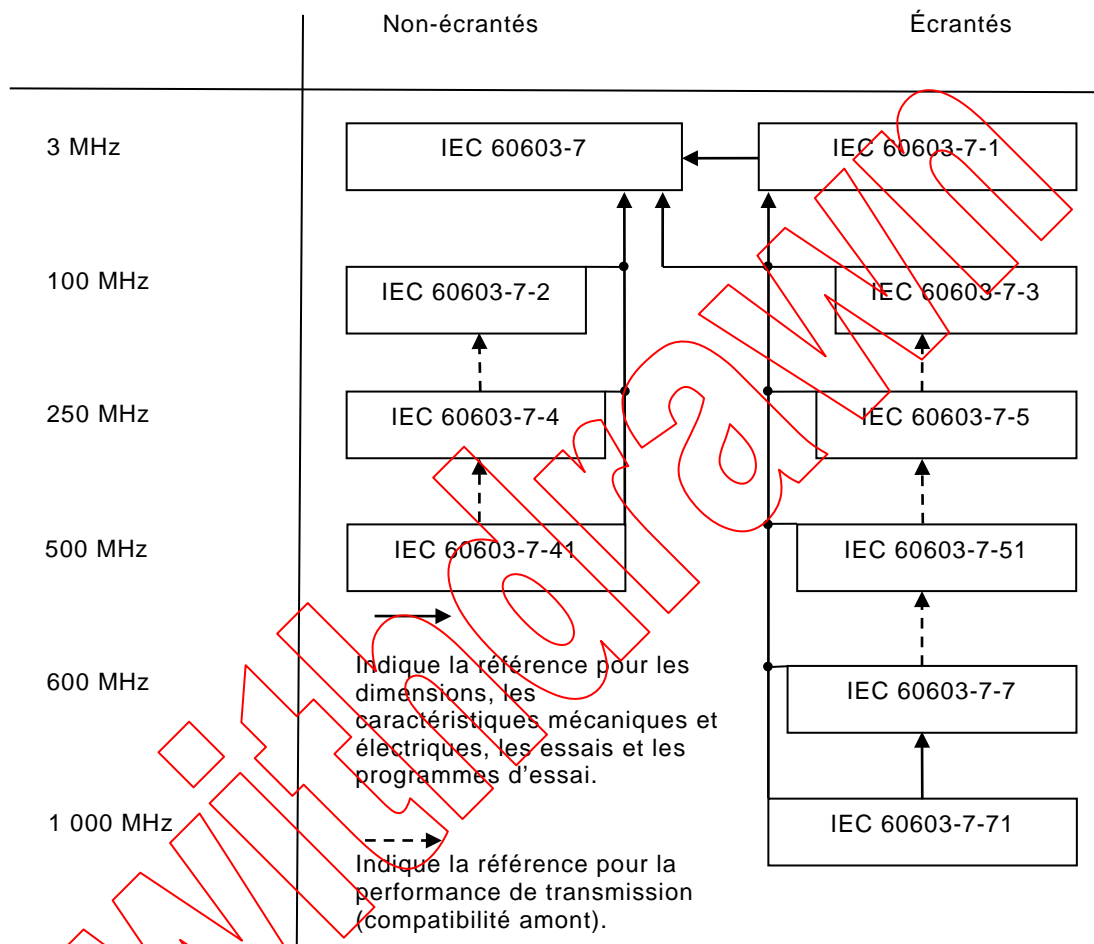 Non-écrantés
Écrantés
3 MHz
IEC 60603-7
IEC 60603-7-1
100 MHz
IEC 60603-7-2
IEC 60603-7-3
250 MHz
IEC 60603-7-4
IEC 60603-7-5
500 MHz
IEC 60603-7-41
IEC 60603-7-51
600 MHz
IEC 60603-7-7
Indique la référence pour les
dimensions, les
caractéristiques mécaniques et
électriques, les essais et les
programmes d'essai.
1 000 MHz
IEC 60603-7-71
Indique la référence pour la
performance de transmission
(compatibilité amont).
Withdrawn